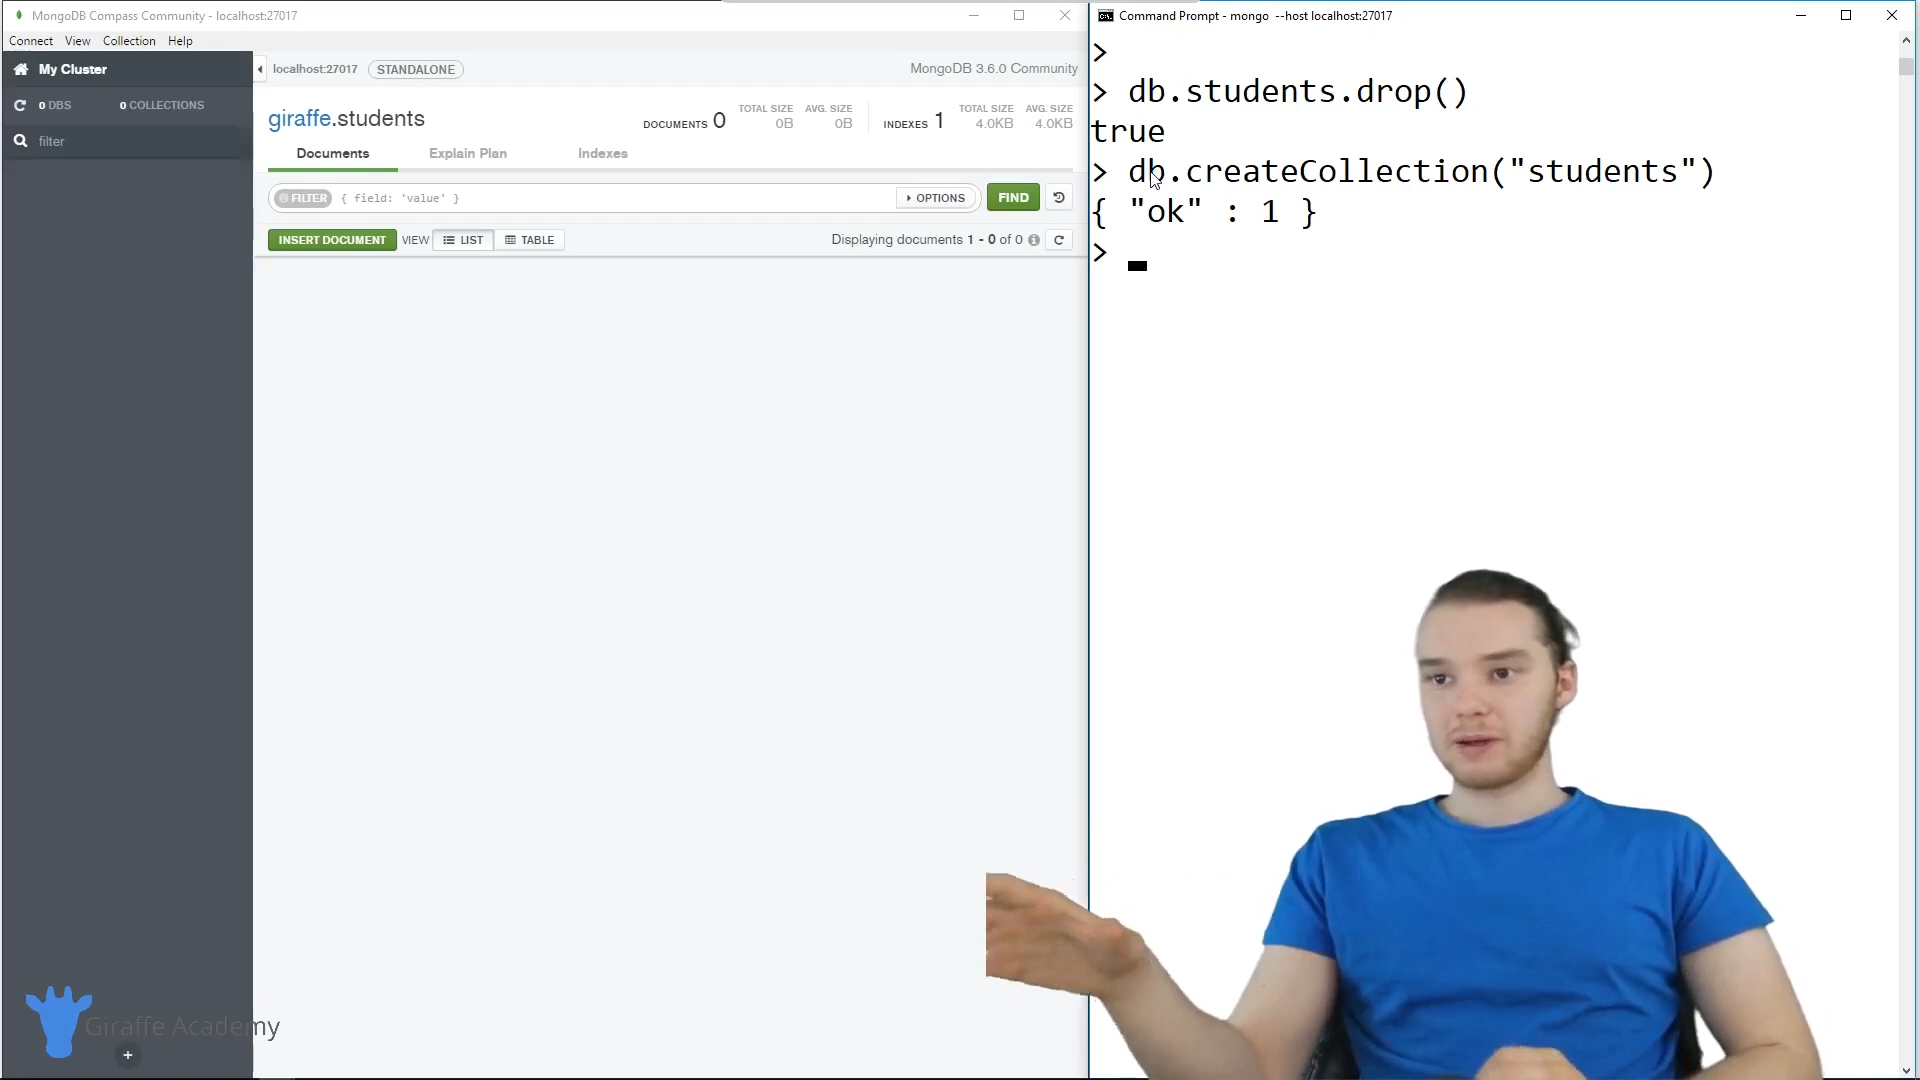 MongoDB Compass Community - localhost:27017
Connect View Collection Help
My Cluster
0 DBS 0 COLLECTIONS
filter
localhost:27017 STANDALONE MongoDB 3.6.0 Community
giraffe.students
DOCUMENTS 0 TOTAL SIZE 0B AVG. SIZE 0B INDEXES 1 TOTAL SIZE 4.0KB AVG. SIZE 4.0KB
Documents Explain Plan Indexes
FILTER { field: 'value' } OPTIONS FIND
INSERT DOCUMENT VIEW LIST TABLE Displaying documents 1 - 0 of 0
Giraffe Academy
Command Prompt - mongo --host localhost:27017
>
> db.students.drop()
true
> db.createCollection("students")
{ "ok" : 1 }
>